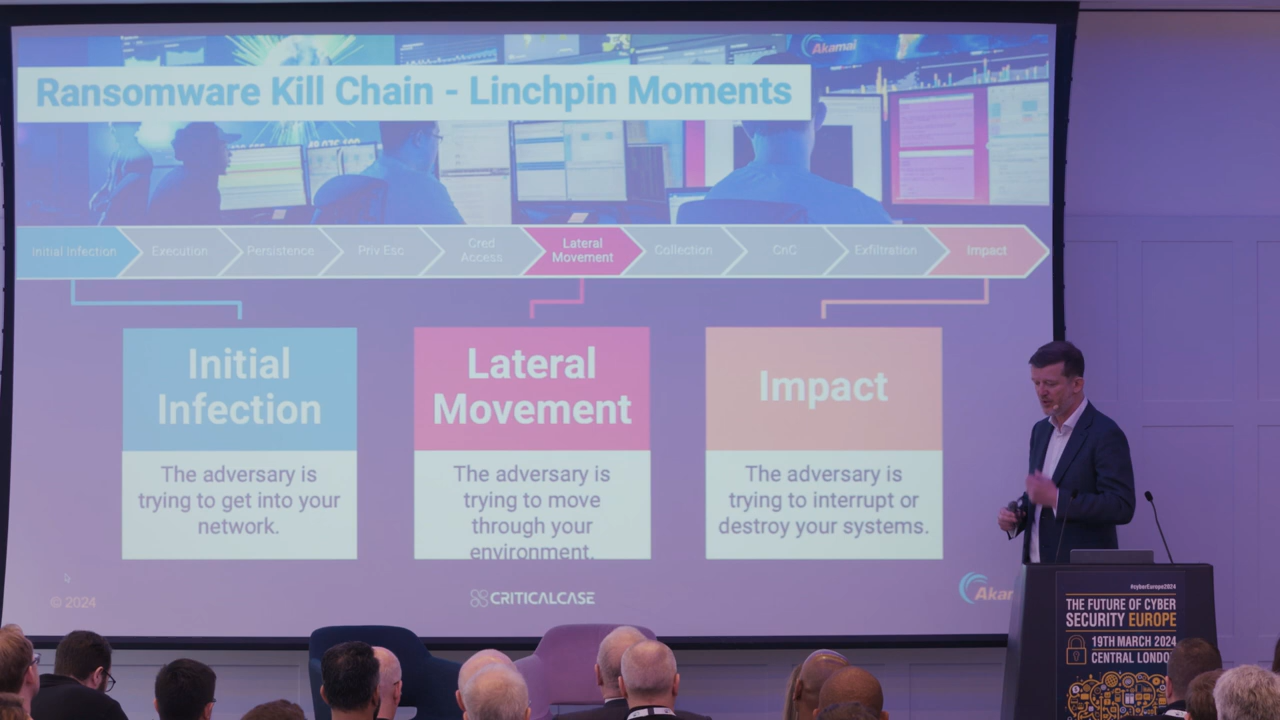 Akamai
Ransomware Kill Chain - Linchpin Moments
Initial Infection
Execution
Persistence
Priv Esc
Cred
Access
Lateral
Movement
Collection
CnC
Exfiltration
Impact
Initial
Infection
The adversary is
trying to get into your
network.
Lateral
Movement
The adversary is
trying to move
through your
environment.
Impact
The adversary is
trying to interrupt or
destroy your systems.
© 2024
CRITICALCASE
Akam
#cyberEurope2024
THE FUTURE OF CYBER
SECURITY EUROPE
19TH MARCH 2024
CENTRAL LONDO